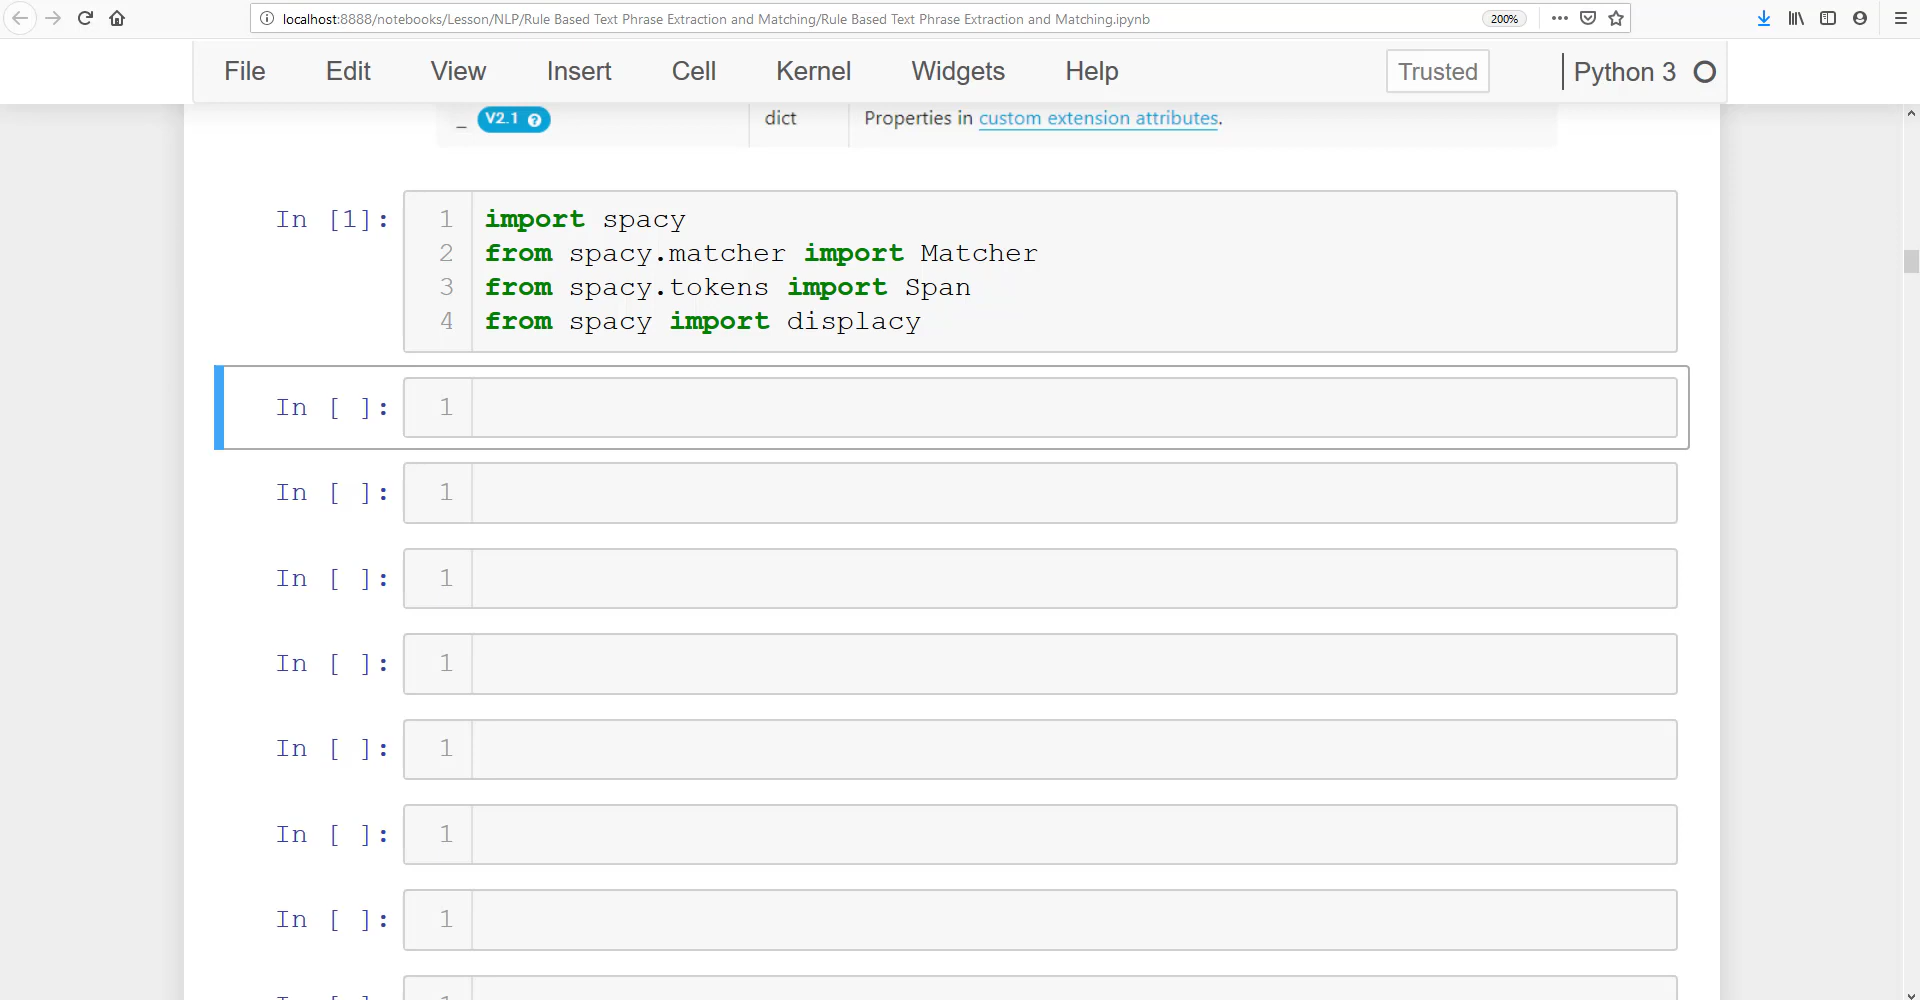 localhost:8888/notebooks/Lesson/NLP/Rule Based Text Phrase Extraction and Matching/Rule Based Text Phrase Extraction and Matching.ipynb
200%
File Edit View Insert Cell Kernel Widgets Help
Trusted
Python 3
_ V2.1 ? dict Properties in custom extension attributes.
In [1]:
1 import spacy
2 from spacy.matcher import Matcher
3 from spacy.tokens import Span
4 from spacy import displacy
In [ ]: 1
In [ ]: 1
In [ ]: 1
In [ ]: 1
In [ ]: 1
In [ ]: 1
In [ ]: 1